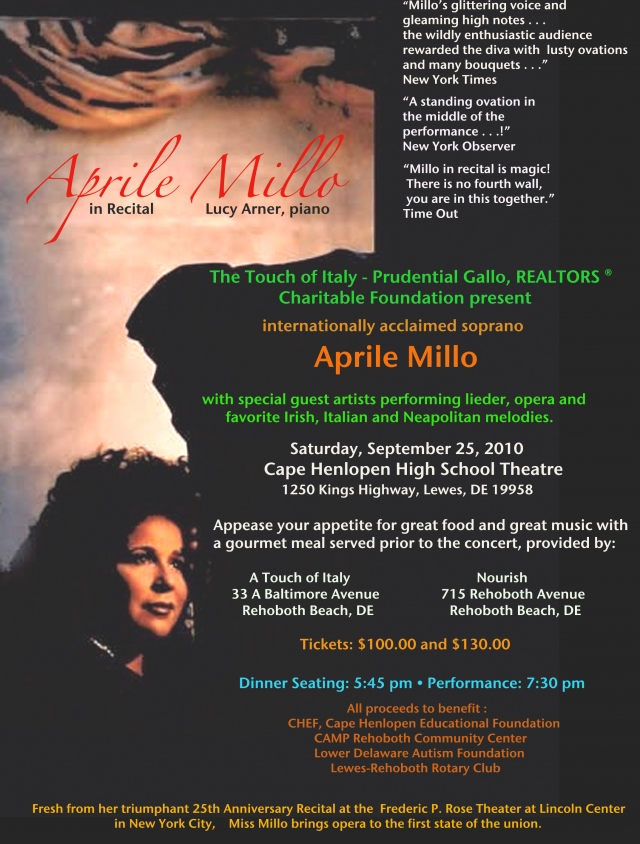 “Millo’s glittering voice and
gleaming high notes . . .
the wildly enthusiastic audience
rewarded the diva with lusty ovations
and many bouquets . . .”
New York Times
“A standing ovation in
the middle of the
performance . . .!”
New York Observer
“Millo in recital is magic!
There is no fourth wall,
you are in this together.”
Time Out
Aprile Millo
in Recital Lucy Arner, piano
The Touch of Italy - Prudential Gallo, REALTORS ®
Charitable Foundation present
internationally acclaimed soprano
Aprile Millo
with special guest artists performing lieder, opera and
favorite Irish, Italian and Neapolitan melodies.
Saturday, September 25, 2010
Cape Henlopen High School Theatre
1250 Kings Highway, Lewes, DE 19958
Appease your appetite for great food and great music with
a gourmet meal served prior to the concert, provided by:
A Touch of Italy
33 A Baltimore Avenue
Rehoboth Beach, DE
Nourish
715 Rehoboth Avenue
Rehoboth Beach, DE
Tickets: $100.00 and $130.00
Dinner Seating: 5:45 pm • Performance: 7:30 pm
All proceeds to benefit :
CHEF, Cape Henlopen Educational Foundation
CAMP Rehoboth Community Center
Lower Delaware Autism Foundation
Lewes-Rehoboth Rotary Club
Fresh from her triumphant 25th Anniversary Recital at the Frederic P. Rose Theater at Lincoln Center
in New York City, Miss Millo brings opera to the first state of the union.